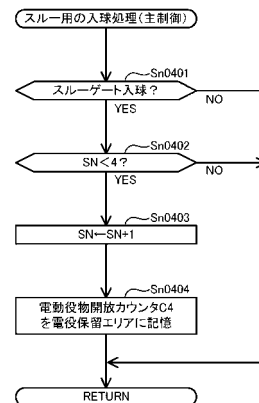 スルー用の入球処理(主制御)
Sn0401
スルーゲート入球?
NO
YES
Sn0402
SN<4?
NO
YES
Sn0403
SN←SN+1
Sn0404
電動役物開放カウンタC4
を電役保留エリアに記憶
RETURN